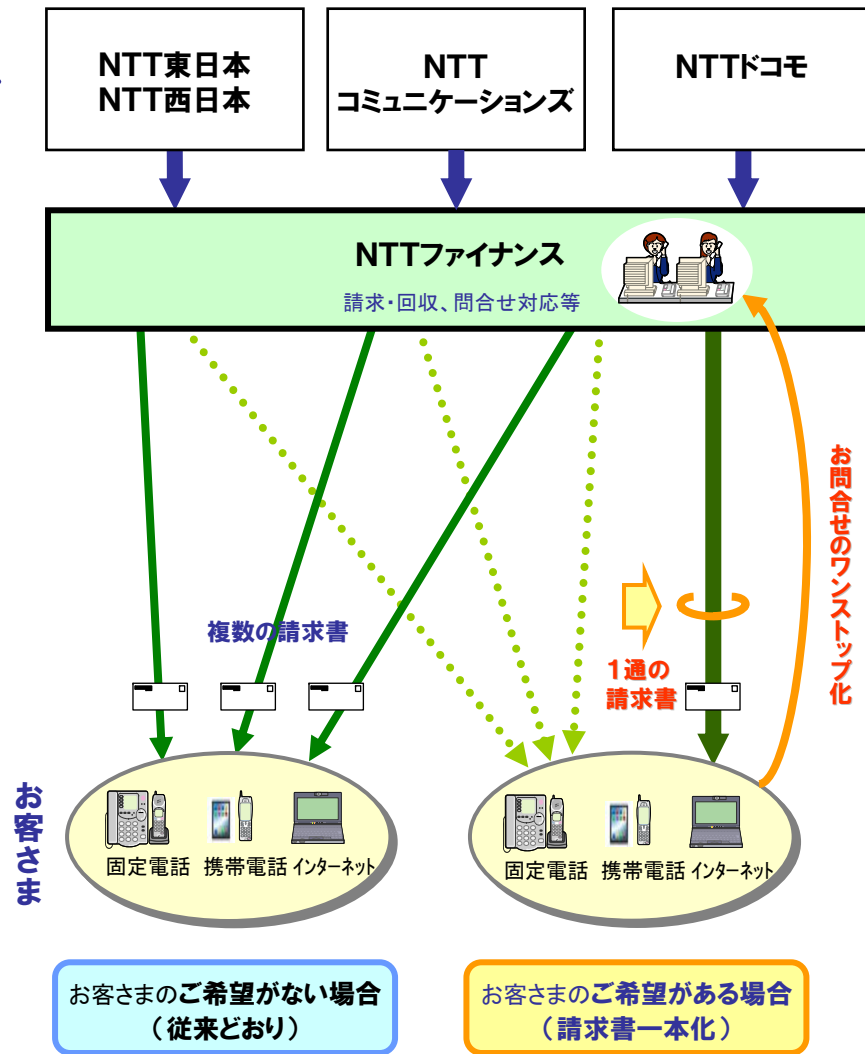 NTT東日本
NTT西日本
NTT
コミュニケーションズ
NTTドコモ
NTTファイナンス
請求・回収、問合せ対応等
お問合せのワンストップ化
複数の請求書
1通の
請求書
お客さま
固定電話 携帯電話 インターネット
固定電話 携帯電話 インターネット
お客さまのご希望がない場合
（従来どおり）
お客さまのご希望がある場合
（請求書一本化）